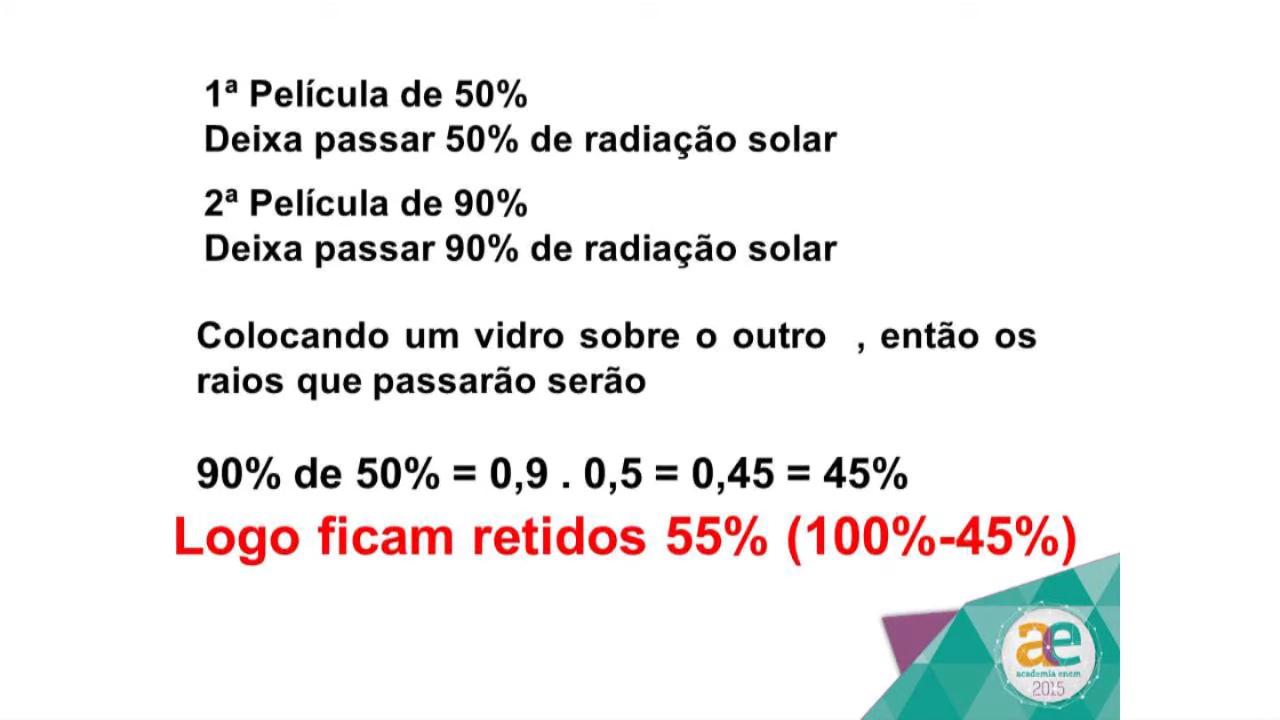 1ª Película de 50%
Deixa passar 50% de radiação solar
2ª Película de 90%
Deixa passar 90% de radiação solar
Colocando um vidro sobre o outro , então os
raios que passarão serão
90% de 50% = 0,9 . 0,5 = 0,45 = 45%
Logo ficam retidos 55% (100%-45%)
ae
academia enem
2015